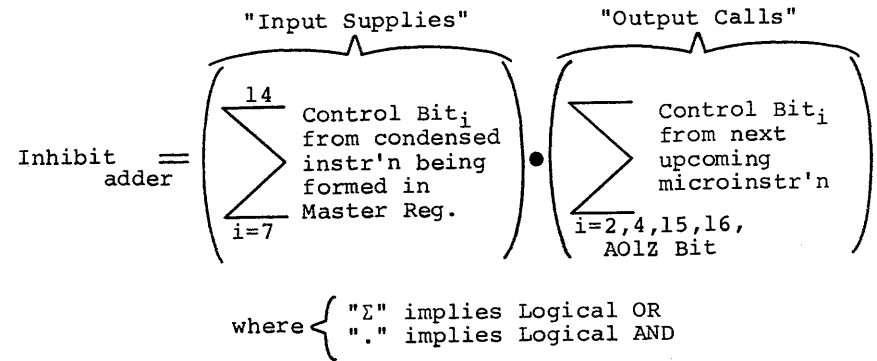 "Input Supplies" "Output Calls"
Inhibit adder = ( Σ 14 i=7 Control Bit_i from condensed instr'n being formed in Master Reg. ) • ( Σ i=2,4,15,16, AO1Z Bit Control Bit_i from next upcoming microinstr'n )
where { "Σ" implies Logical OR
"." implies Logical AND